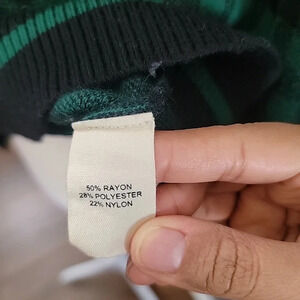 50% RAYON
28% POLYESTER
22% NYLON